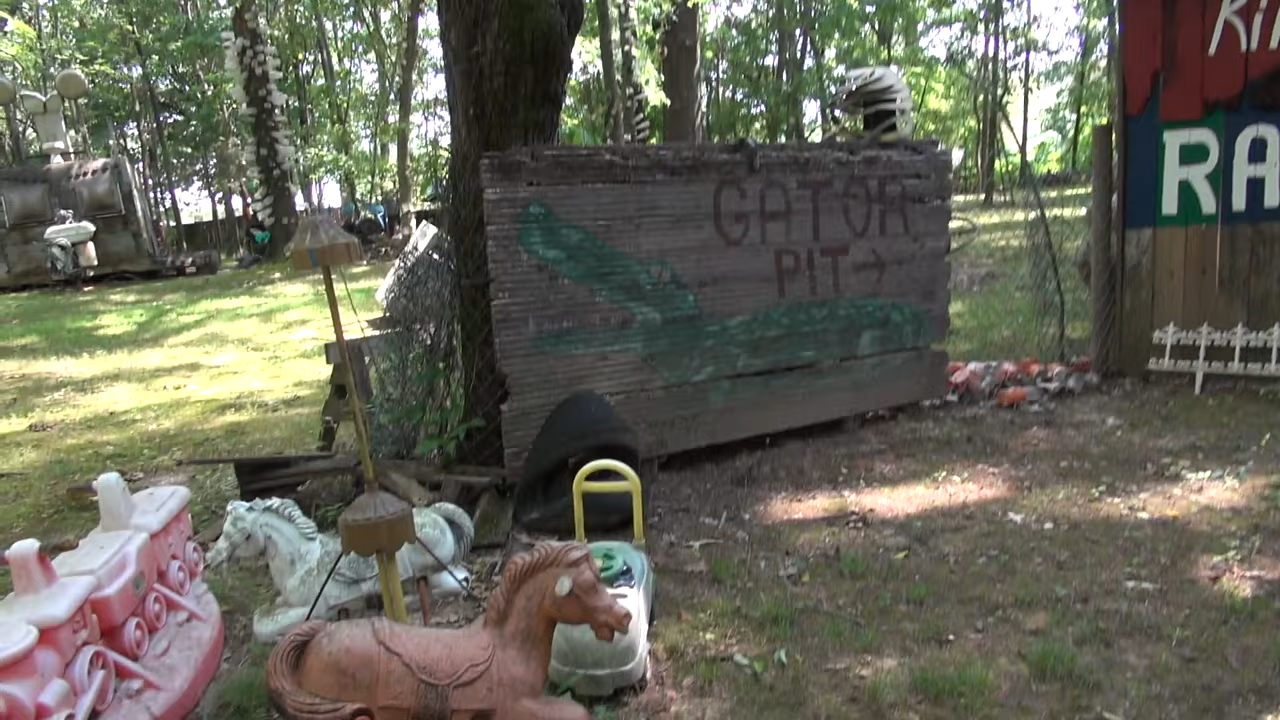 GATOR
PIT →
RA